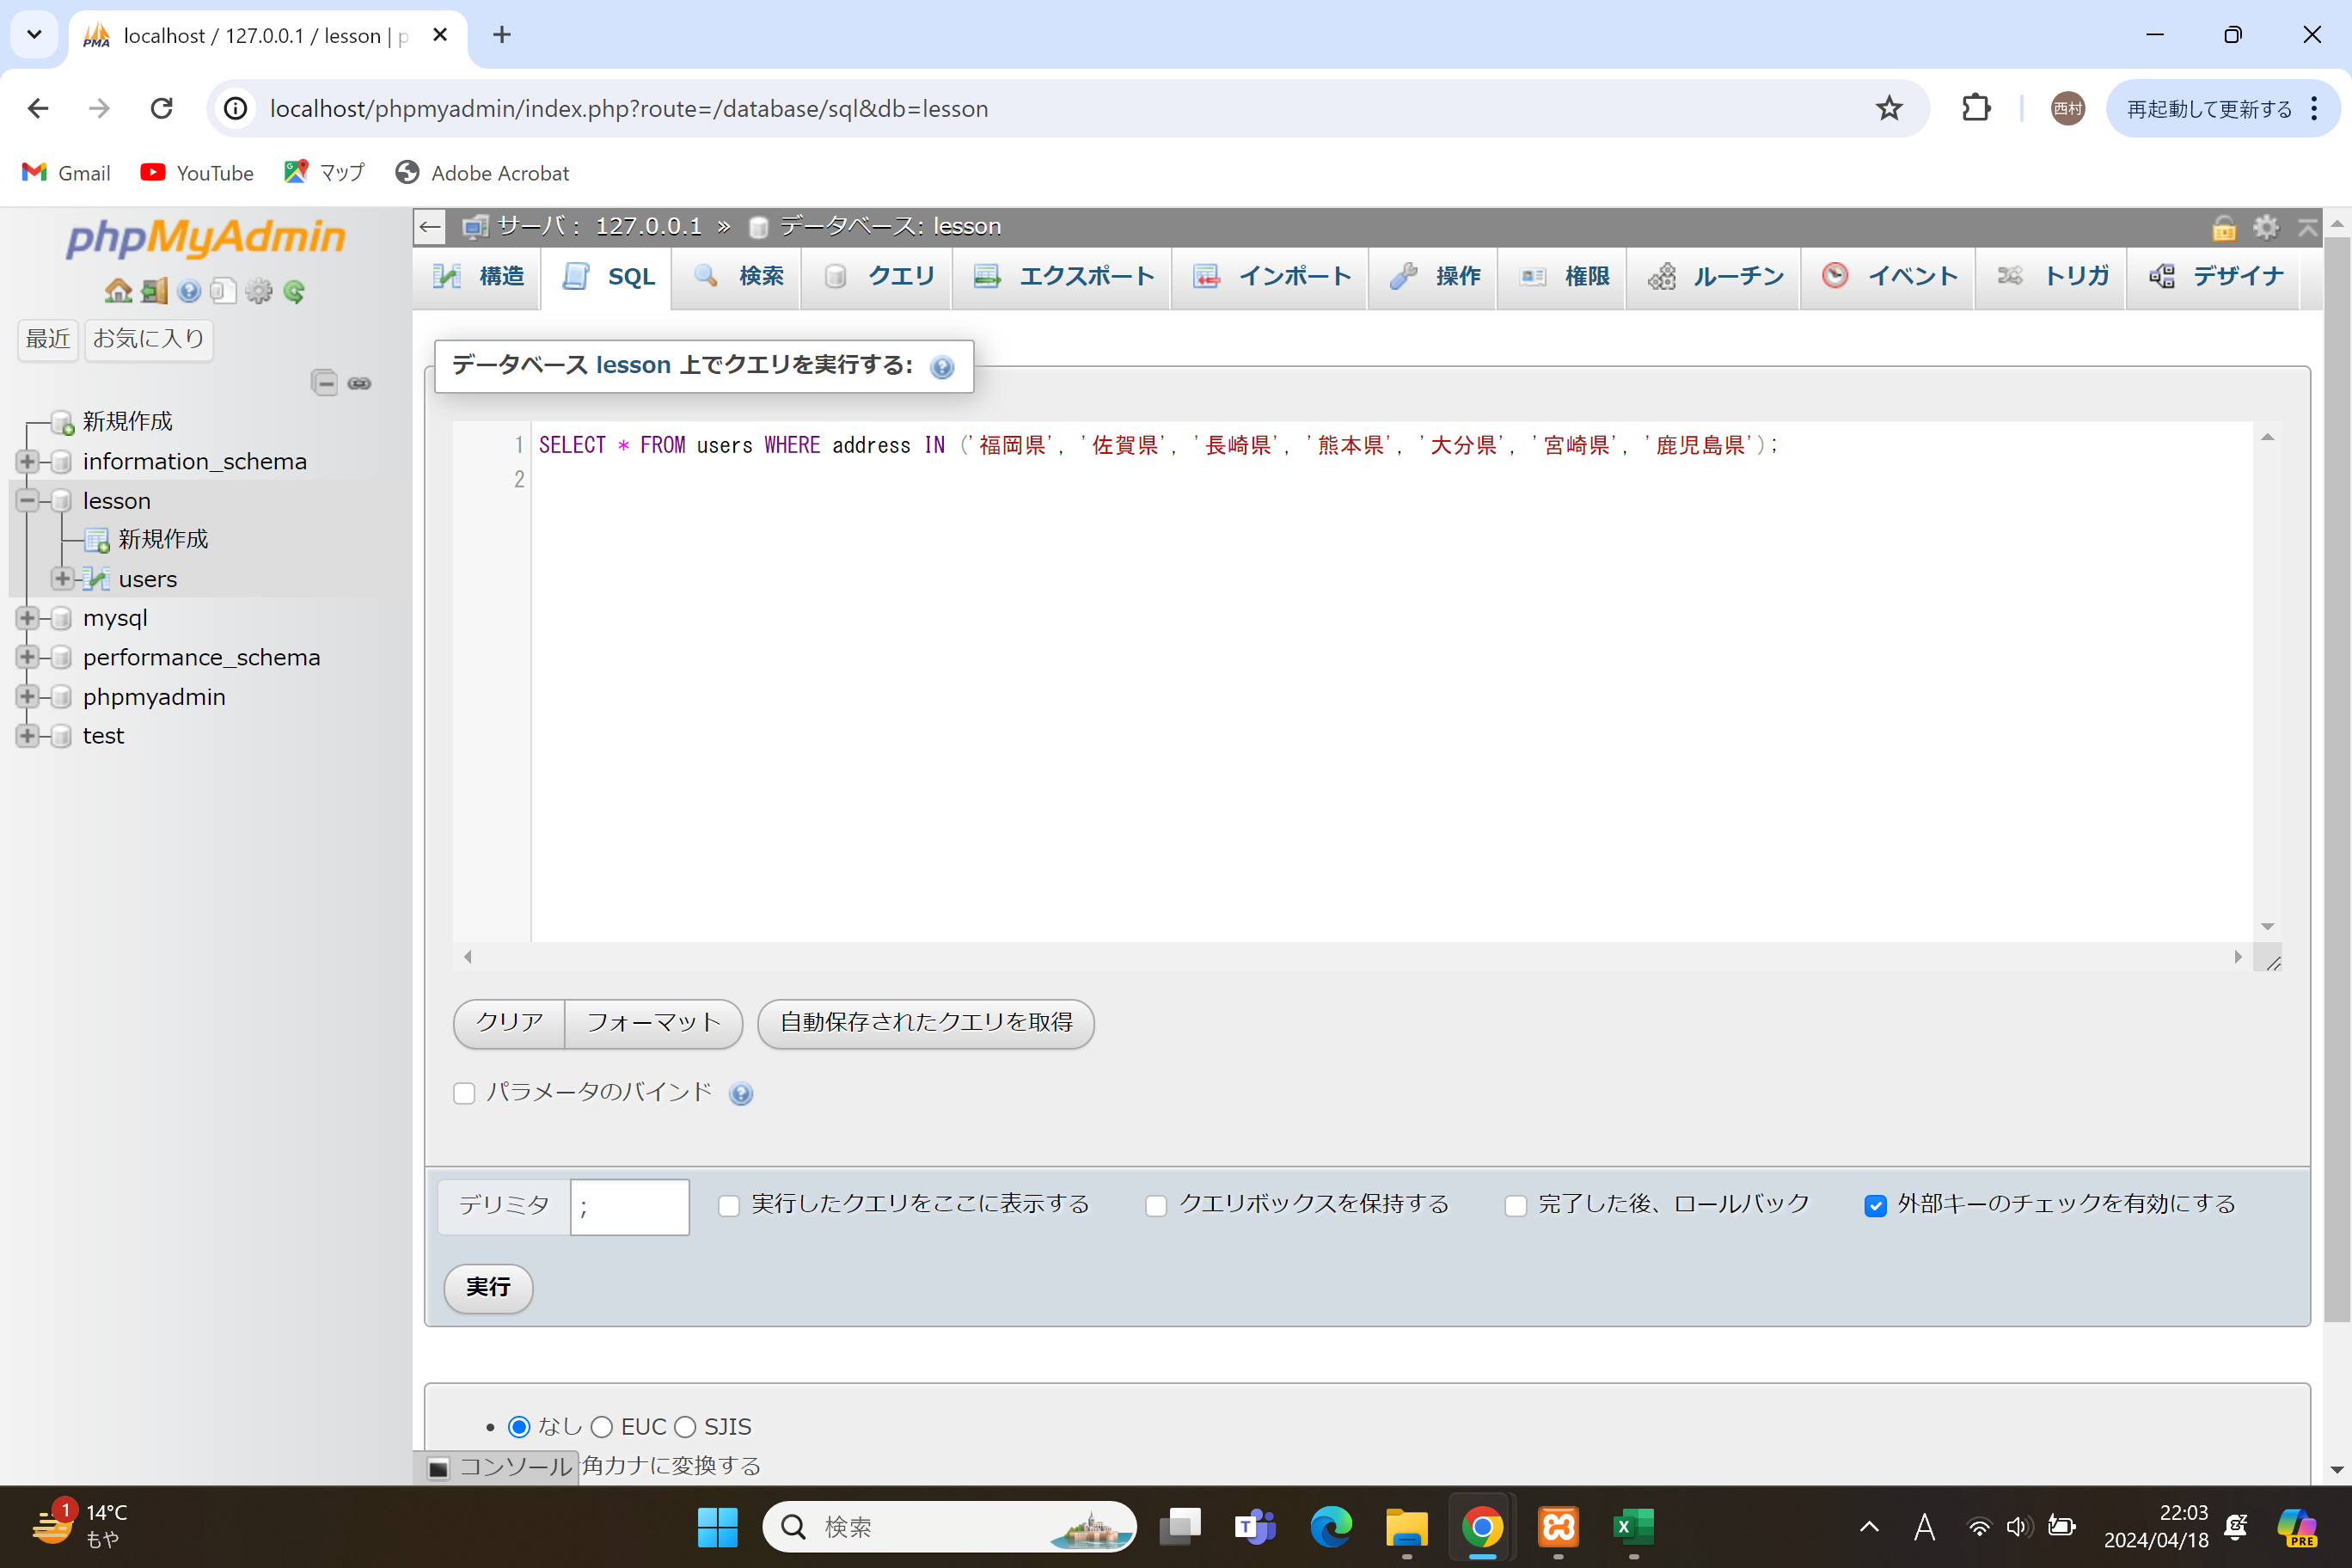 localhost / 127.0.0.1 / lesson | p
localhost/phpmyadmin/index.php?route=/database/sql&db=lesson
西村
再起動して更新する
Gmail
YouTube
マップ
Adobe Acrobat
phpMyAdmin
最近
お気に入り
新規作成
information_schema
lesson
新規作成
users
mysql
performance_schema
phpmyadmin
test
サーバ: 127.0.0.1 » データベース: lesson
構造
SQL
検索
クエリ
エクスポート
インポート
操作
権限
ルーチン
イベント
トリガ
デザイナ
データベース lesson 上でクエリを実行する:
1 SELECT * FROM users WHERE address IN ('福岡県', '佐賀県', '長崎県', '熊本県', '大分県', '宮崎県', '鹿児島県');
2
クリア
フォーマット
自動保存されたクエリを取得
パラメータのバインド
デリミタ ;
実行したクエリをここに表示する
クエリボックスを保持する
完了した後、ロールバック
外部キーのチェックを有効にする
実行
なし EUC SJIS
コンソール
角カナに変換する
1
14°C
もや
検索
A
22:03
2024/04/18
PRE